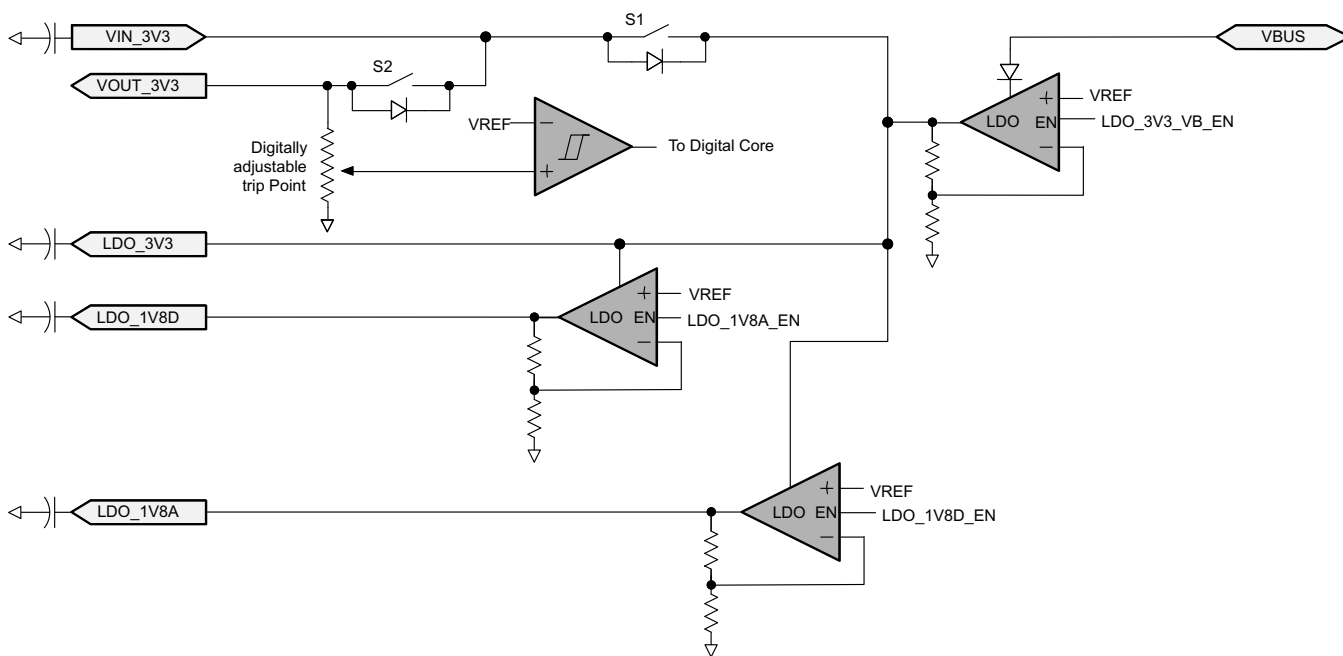 S1
VIN_3V3
VBUS
S2
VOUT_3V3
VREF
−
+
To Digital Core
Digitally
adjustable
trip Point
+
VREF
LDO
EN
LDO_3V3_VB_EN
−
LDO_3V3
+
VREF
LDO_1V8D
LDO
EN
LDO_1V8A_EN
−
+
VREF
LDO_1V8A
LDO
EN
LDO_1V8D_EN
−